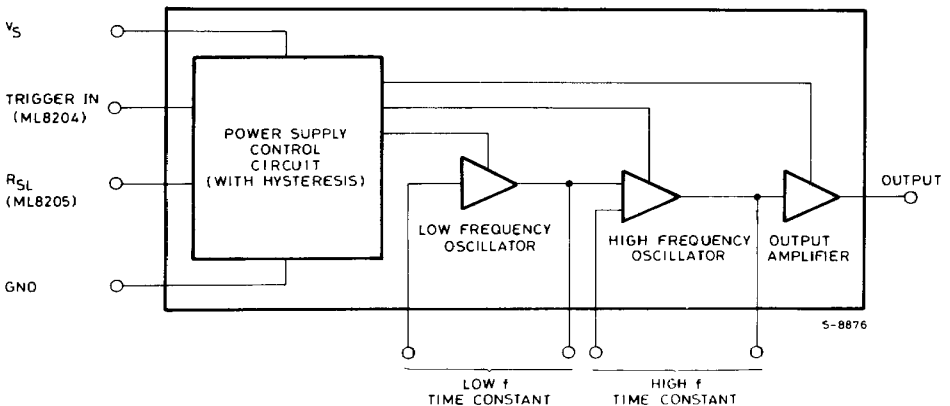 VS
TRIGGER IN
(ML8204)
RSL
(ML8205)
GND
POWER SUPPLY
CONTROL
CIRCUIT
(WITH HYSTERESIS)
LOW FREQUENCY
OSCILLATOR
HIGH FREQUENCY
OSCILLATOR
OUTPUT
AMPLIFIER
OUTPUT
S-8876
LOW f
TIME CONSTANT
HIGH f
TIME CONSTANT